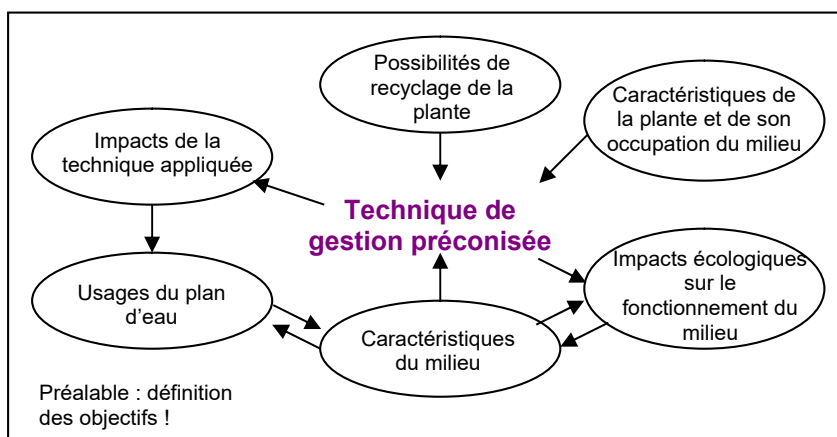 Possibilités de
recyclage de la
plante
Caractéristiques de
la plante et de son
occupation du milieu
Impacts de la
technique appliquée
Technique de
gestion préconisée
Impacts écologiques
sur le
fonctionnement du
milieu
Usages du plan
d’eau
Caractéristiques
du milieu
Préalable : définition
des objectifs !